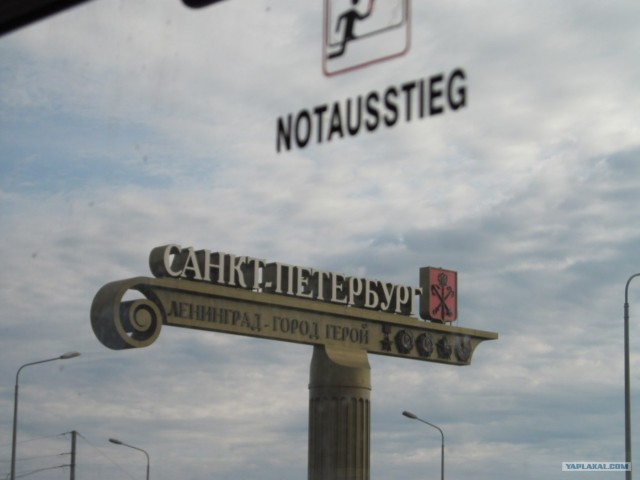 NOTAUSSTIEG
САНКТ-ПЕТЕРБУРГ
ЛЕНИНГРАД-ГОРОД ГЕРОЙ
YAPLAKAL.COM